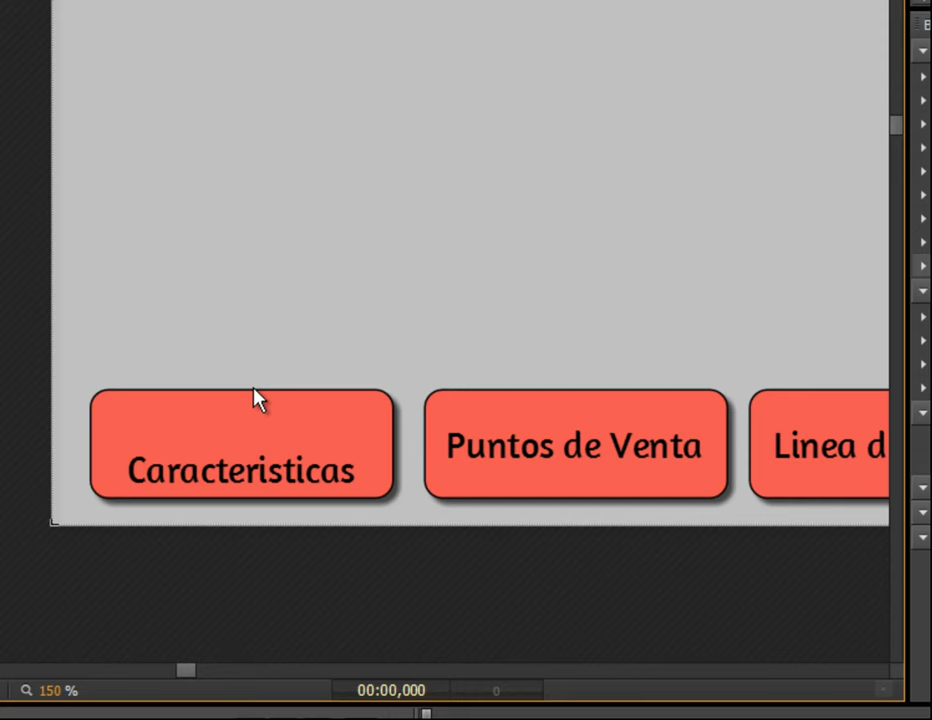 Caracteristicas
Puntos de Venta
Linea d
150 %
00:00,000
0